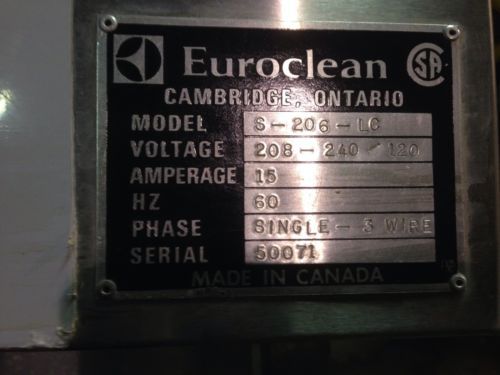 Euroclean
CSA
CAMBRIDGE, ONTARIO
MODEL S-206-LC
VOLTAGE 208-240/120
AMPERAGE 15
HZ 60
PHASE SINGLE-3 WIRE
SERIAL 50071
MADE IN CANADA